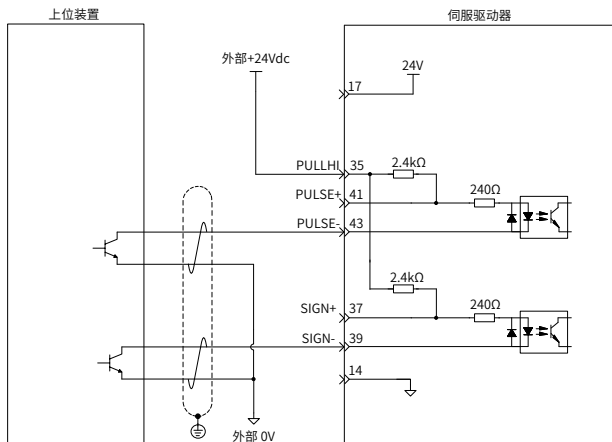 上位装置
伺服驱动器
外部+24Vdc
24V
17
PULLHI
35
2.4kΩ
PULSE+
41
240Ω
PULSE-
43
2.4kΩ
240Ω
SIGN+
37
SIGN-
39
14
外部 0V